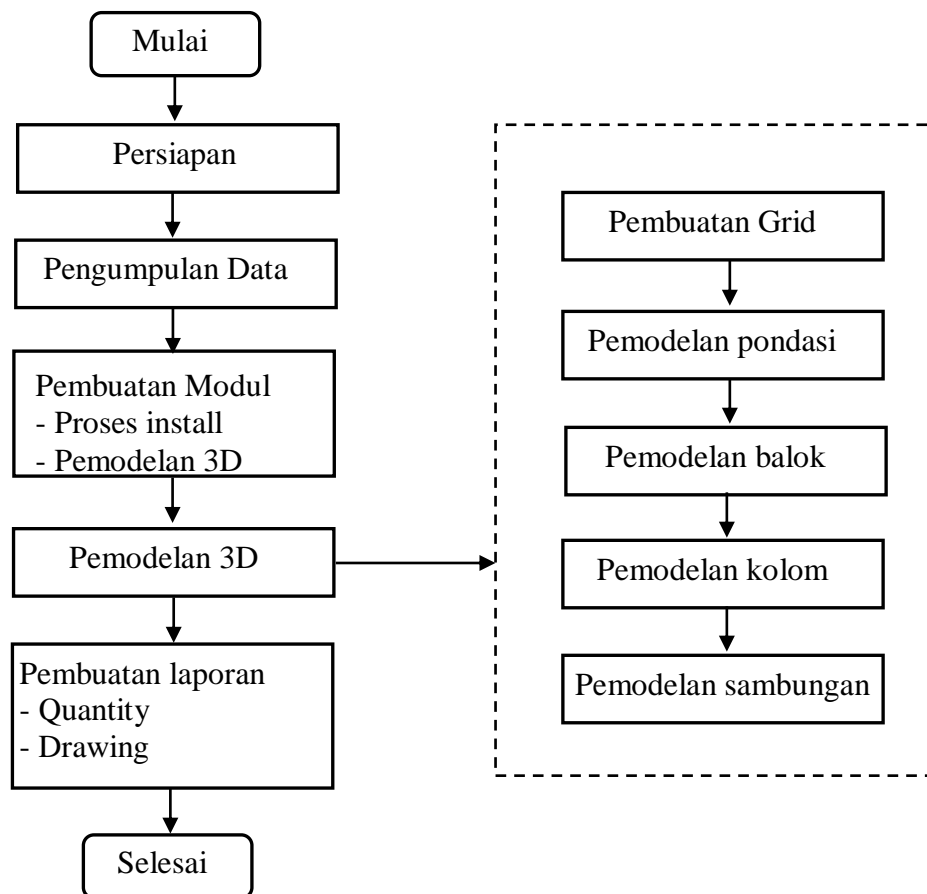 Mulai
Persiapan
Pengumpulan Data
Pembuatan Modul
- Proses install
- Pemodelan 3D
Pemodelan 3D
Pembuatan laporan
- Quantity
- Drawing
Selesai
Pembuatan Grid
Pemodelan pondasi
Pemodelan balok
Pemodelan kolom
Pemodelan sambungan